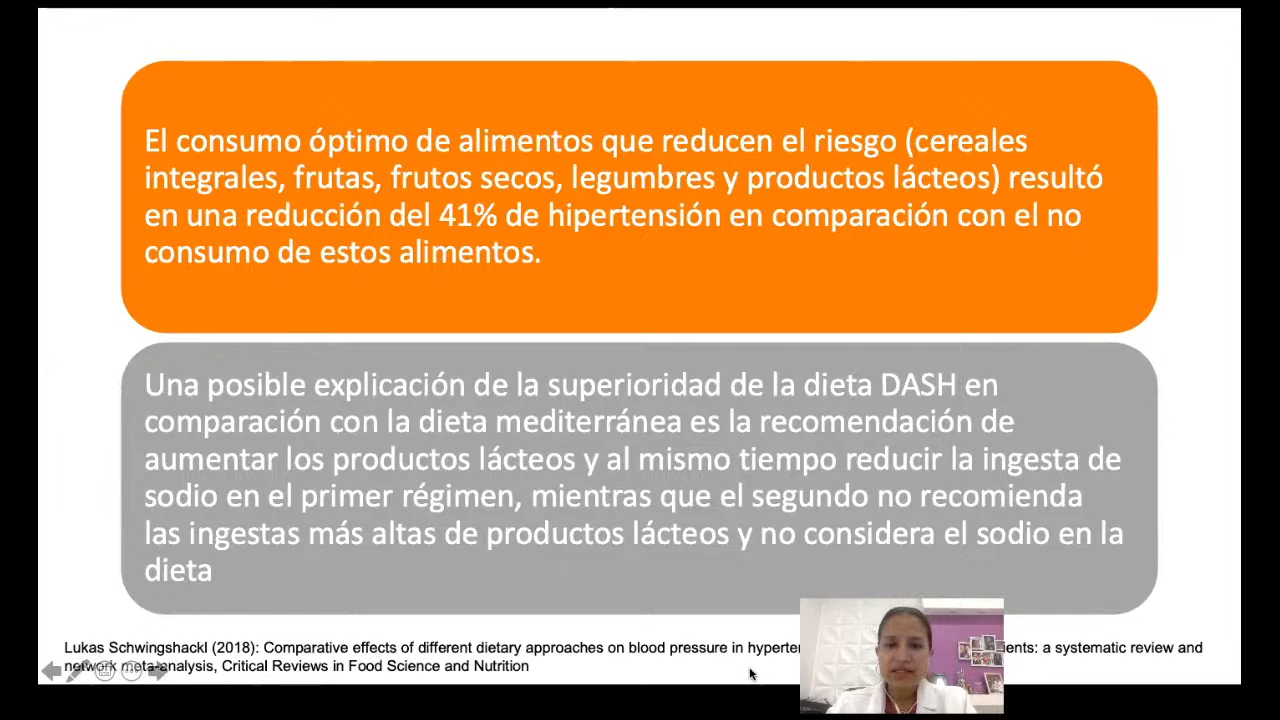 El consumo óptimo de alimentos que reducen el riesgo (cereales
integrales, frutas, frutos secos, legumbres y productos lácteos) resultó
en una reducción del 41% de hipertensión en comparación con el no
consumo de estos alimentos.
Una posible explicación de la superioridad de la dieta DASH en
comparación con la dieta mediterránea es la recomendación de
aumentar los productos lácteos y al mismo tiempo reducir la ingesta de
sodio en el primer régimen, mientras que el segundo no recomienda
las ingestas más altas de productos lácteos y no considera el sodio en la
dieta
Lukas Schwingshackl (2018): Comparative effects of different dietary approaches on blood pressure in : a systematic review and
network meta-analysis, Critical Reviews in Food Science and Nutrition